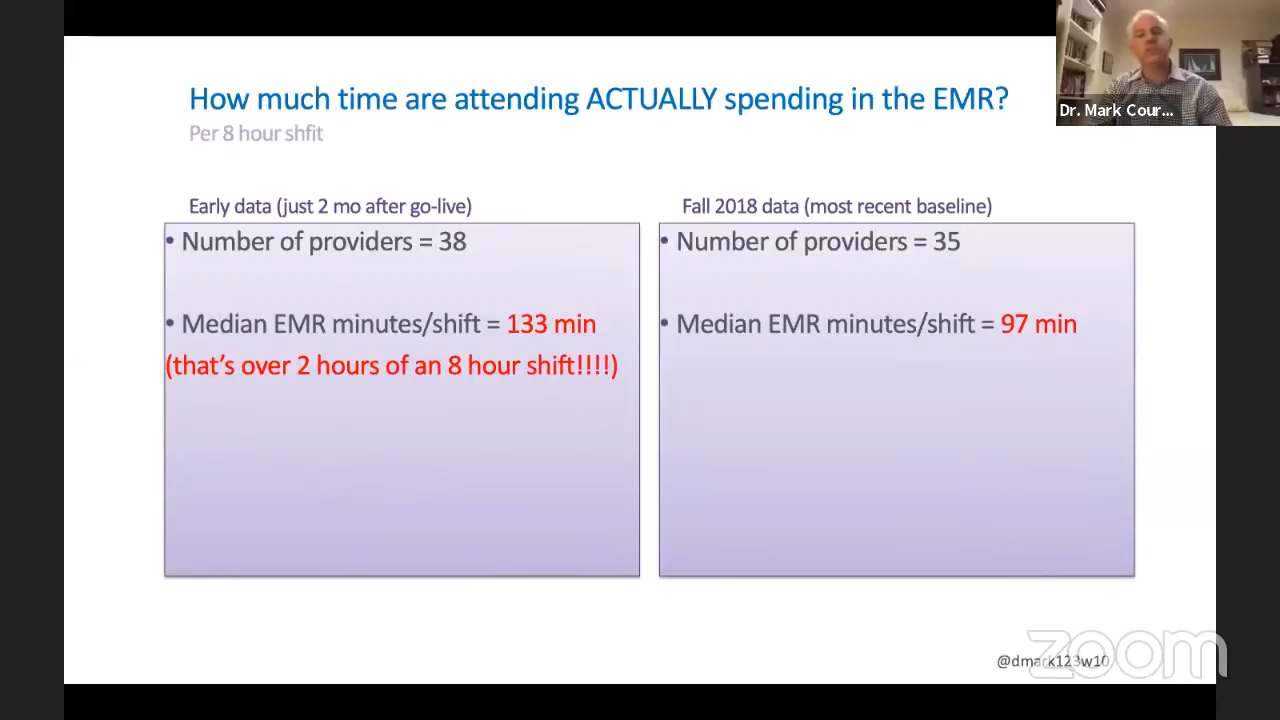 How much time are attending ACTUALLY spending in the EMR?
Per 8 hour shfit
Dr. Mark Cour...
Early data (just 2 mo after go-live)
• Number of providers = 38
• Median EMR minutes/shift = 133 min
(that’s over 2 hours of an 8 hour shift!!!!)
Fall 2018 data (most recent baseline)
• Number of providers = 35
• Median EMR minutes/shift = 97 min
@dmark123w10
zoom